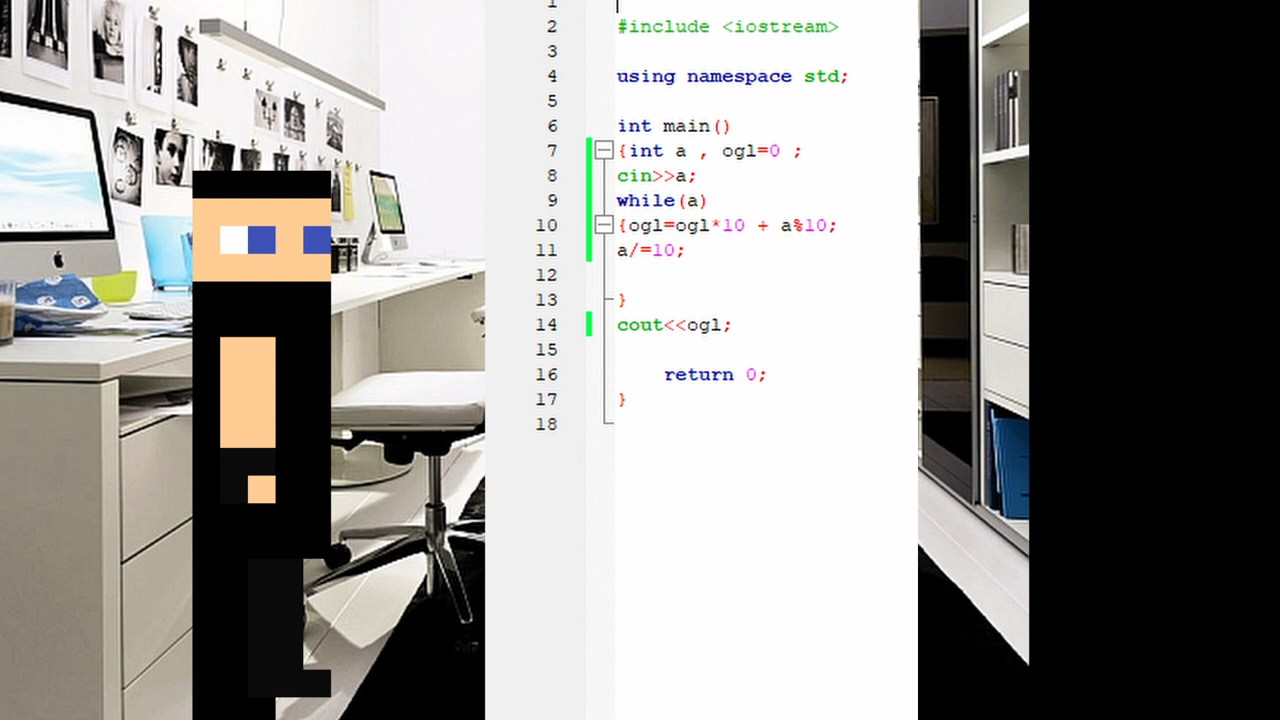 1
2 #include <iostream>
3
4 using namespace std;
5
6 int main()
7 {int a , ogl=0 ;
8 cin>>a;
9 while(a)
10 {ogl=ogl*10 + a%10;
11 a/=10;
12
13 }
14 cout<<ogl;
15
16 return 0;
17 }
18